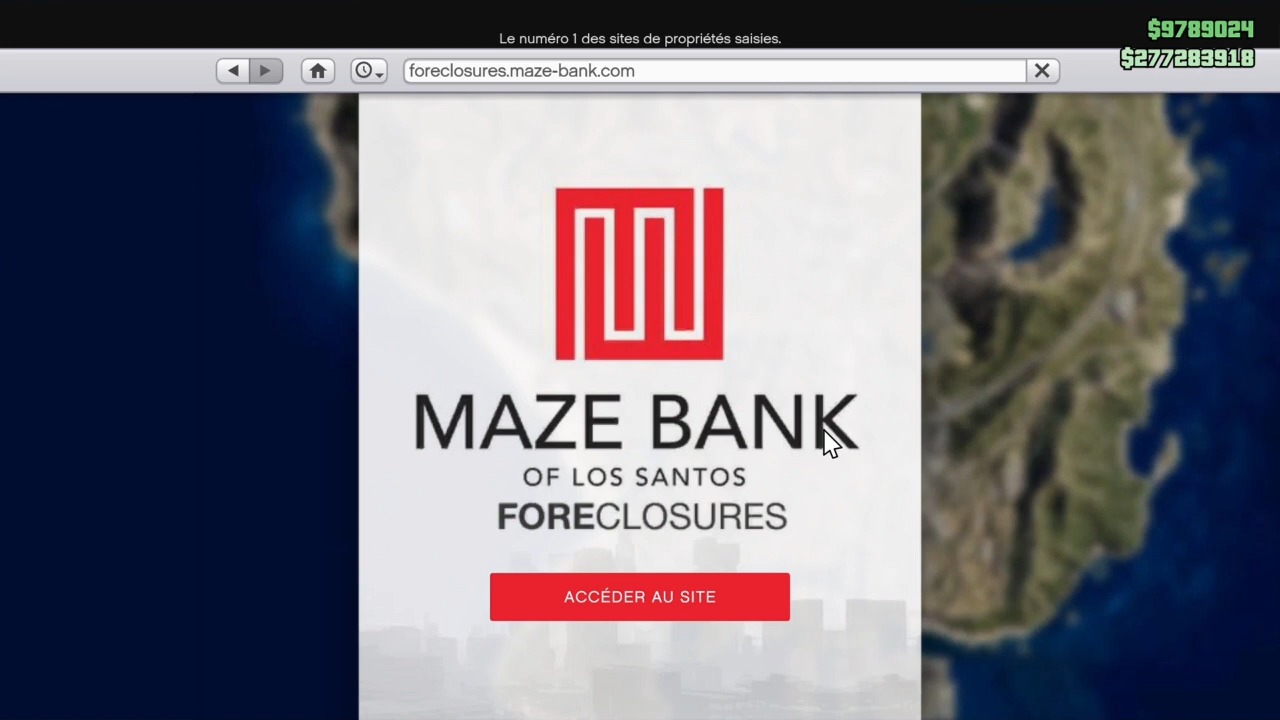 Le numéro 1 des sites de propriétés saisies.
$9789024
$277283918
foreclosures.maze-bank.com
MAZE BANK
OF LOS SANTOS
FORECLOSURES
ACCÉDER AU SITE